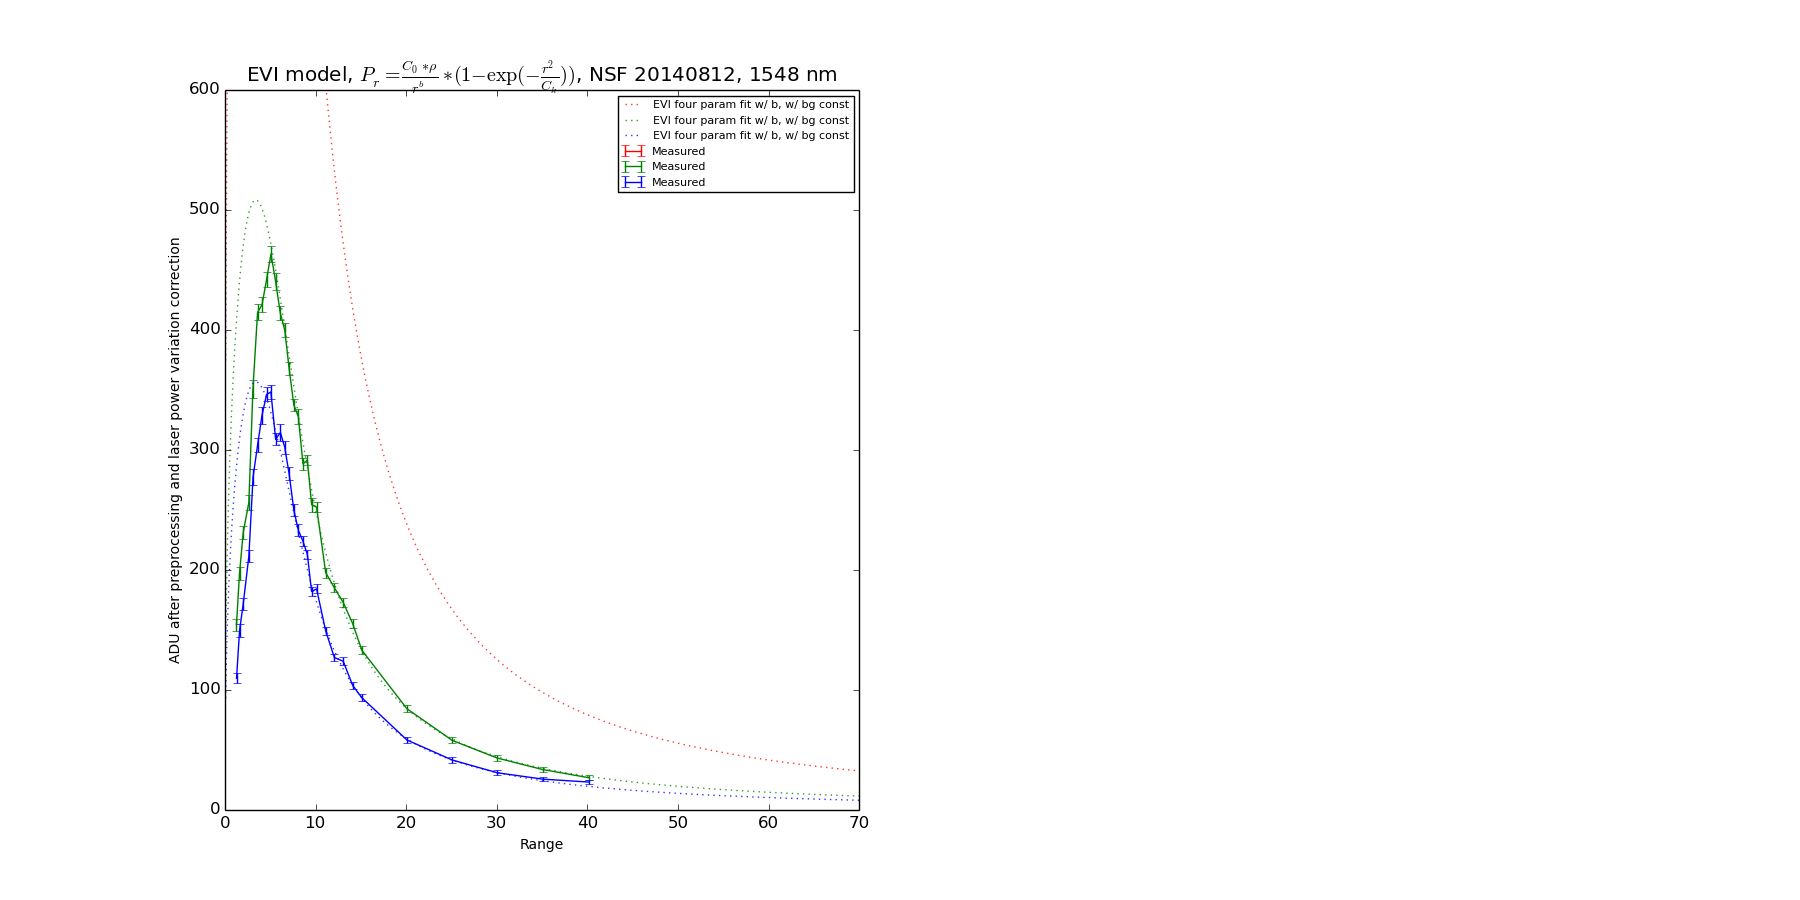 EVI model, $P_r = \frac{C_0 * \rho}{r^b} * (1 - \exp(-\frac{r^2}{C_k}))$, NSF 20140812, 1548 nm
600
500
400
300
200
100
0
ADU after preprocessing and laser power variation correction
EVI four param fit w/ b, w/ bg const
EVI four param fit w/ b, w/ bg const
EVI four param fit w/ b, w/ bg const
Measured
Measured
Measured
0 10 20 30 40 50 60 70
Range